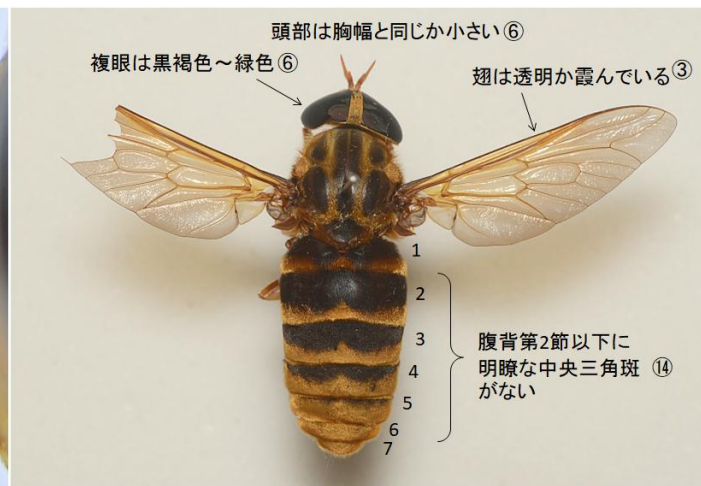 頭部は胸幅と同じか小さい⑥
複眼は黒褐色～緑色⑥
翅は透明か霞んでいる③
1
2
3
4
5
6
7
腹背第2節以下に
明瞭な中央三角斑 ⑭
がない